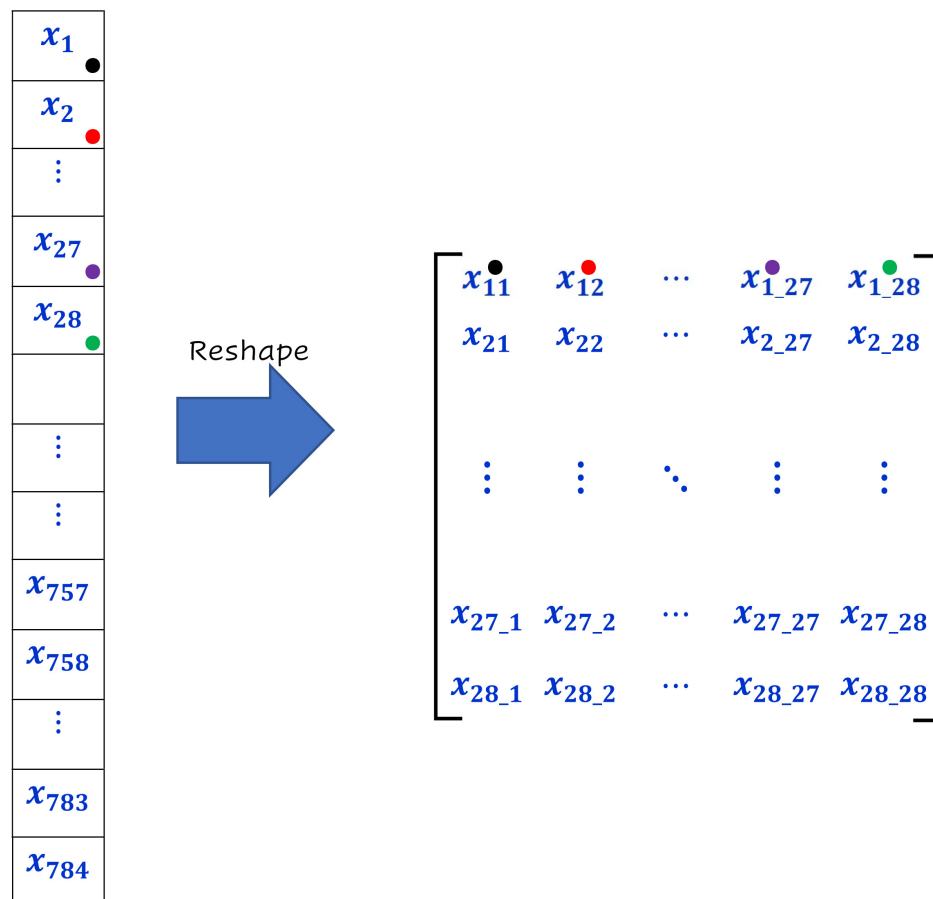 x₁
x₂
⋮
x₂₇
x₂₈
⋮
⋮
x₇₅₇
x₇₅₈
⋮
x₇₈₃
x₇₈₄
Reshape
x₁₁ x₁₂ ⋯ x₁_₂₇ x₁_₂₈
x₂₁ x₂₂ ⋯ x₂_₂₇ x₂_₂₈
⋮ ⋮ ⋱ ⋮ ⋮
x₂₇_₁ x₂₇_₂ ⋯ x₂₇_₂₇ x₂₇_₂₈
x₂₈_₁ x₂₈_₂ ⋯ x₂₈_₂₇ x₂₈_₂₈